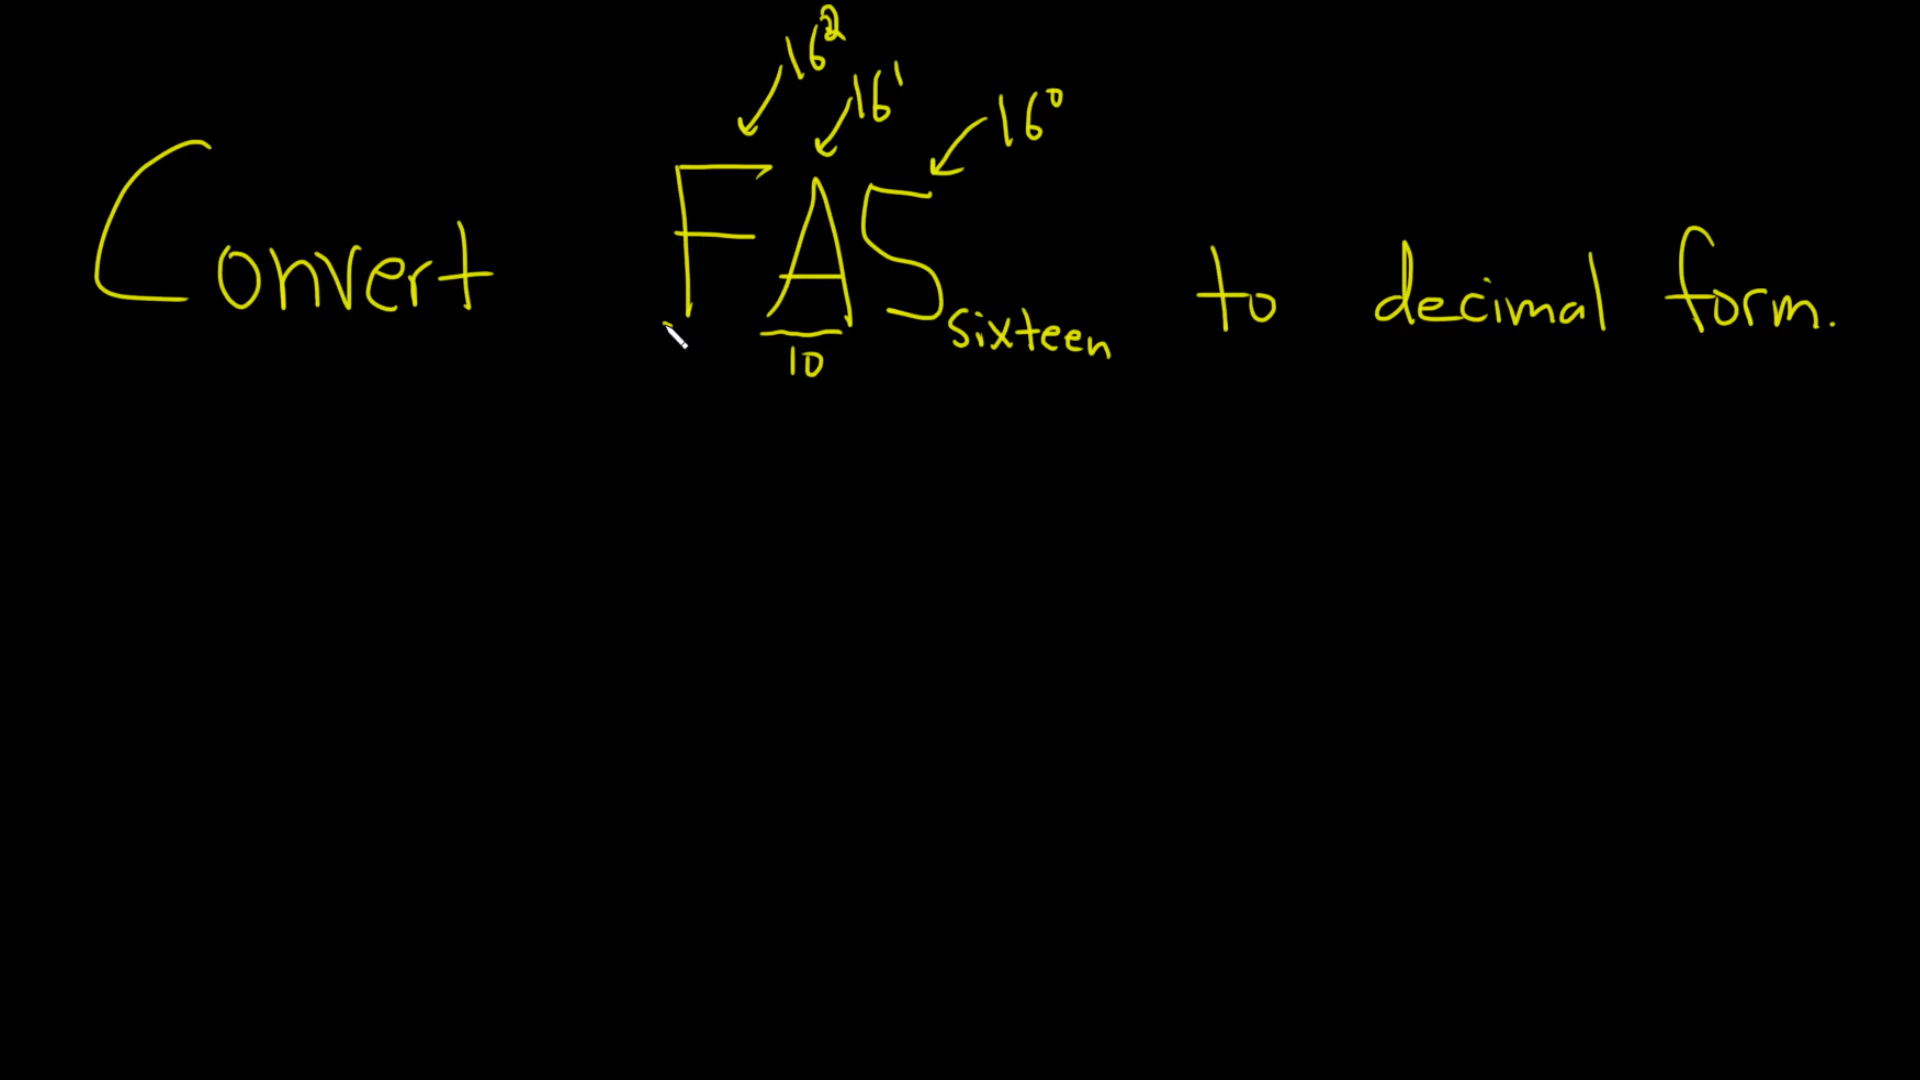 16²
16¹
16⁰
Convert FA5sixteen to decimal form.
10